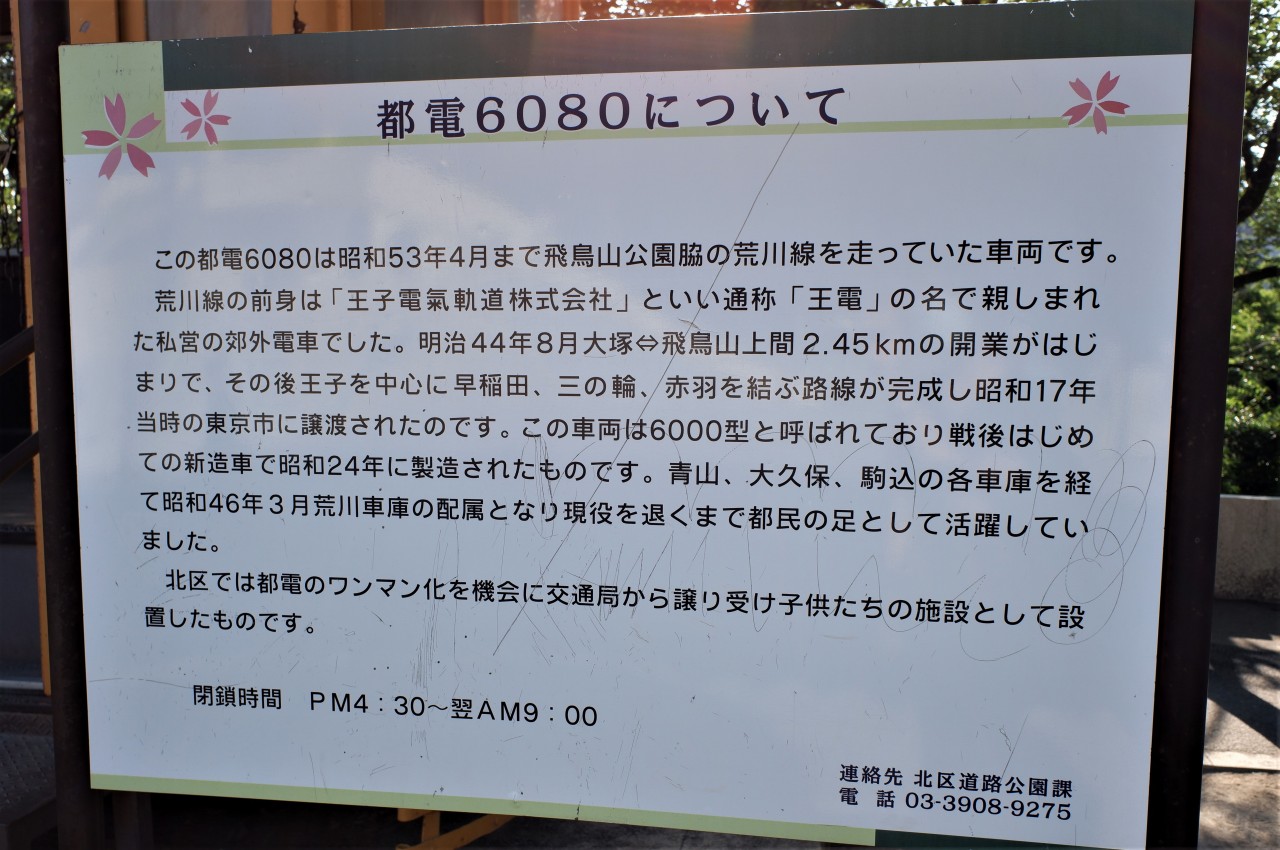 都電6080について
この都電6080は昭和53年4月まで飛鳥山公園脇の荒川線を走っていた車両です。
荒川線の前身は「王子電氣軌道株式会社」といい通称「王電」の名で親しまれ
た私営の郊外電車でした。明治44年8月大塚⇔飛鳥山上間2.45kmの開業がはじ
まりで、その後王子を中心に早稲田、三の輪、赤羽を結ぶ路線が完成し昭和17年
当時の東京市に譲渡されたのです。この車両は6000型と呼ばれており戦後はじめ
ての新造車で昭和24年に製造されたものです。青山、大久保、駒込の各車庫を経
て昭和46年3月荒川車庫の配属となり現役を退くまで都民の足として活躍してい
ました。
北区では都電のワンマン化を機会に交通局から譲り受け子供たちの施設として設
置したものです。
閉鎖時間 PM4：30～翌AM9：00
連絡先 北区道路公園課
電話 03-3908-9275